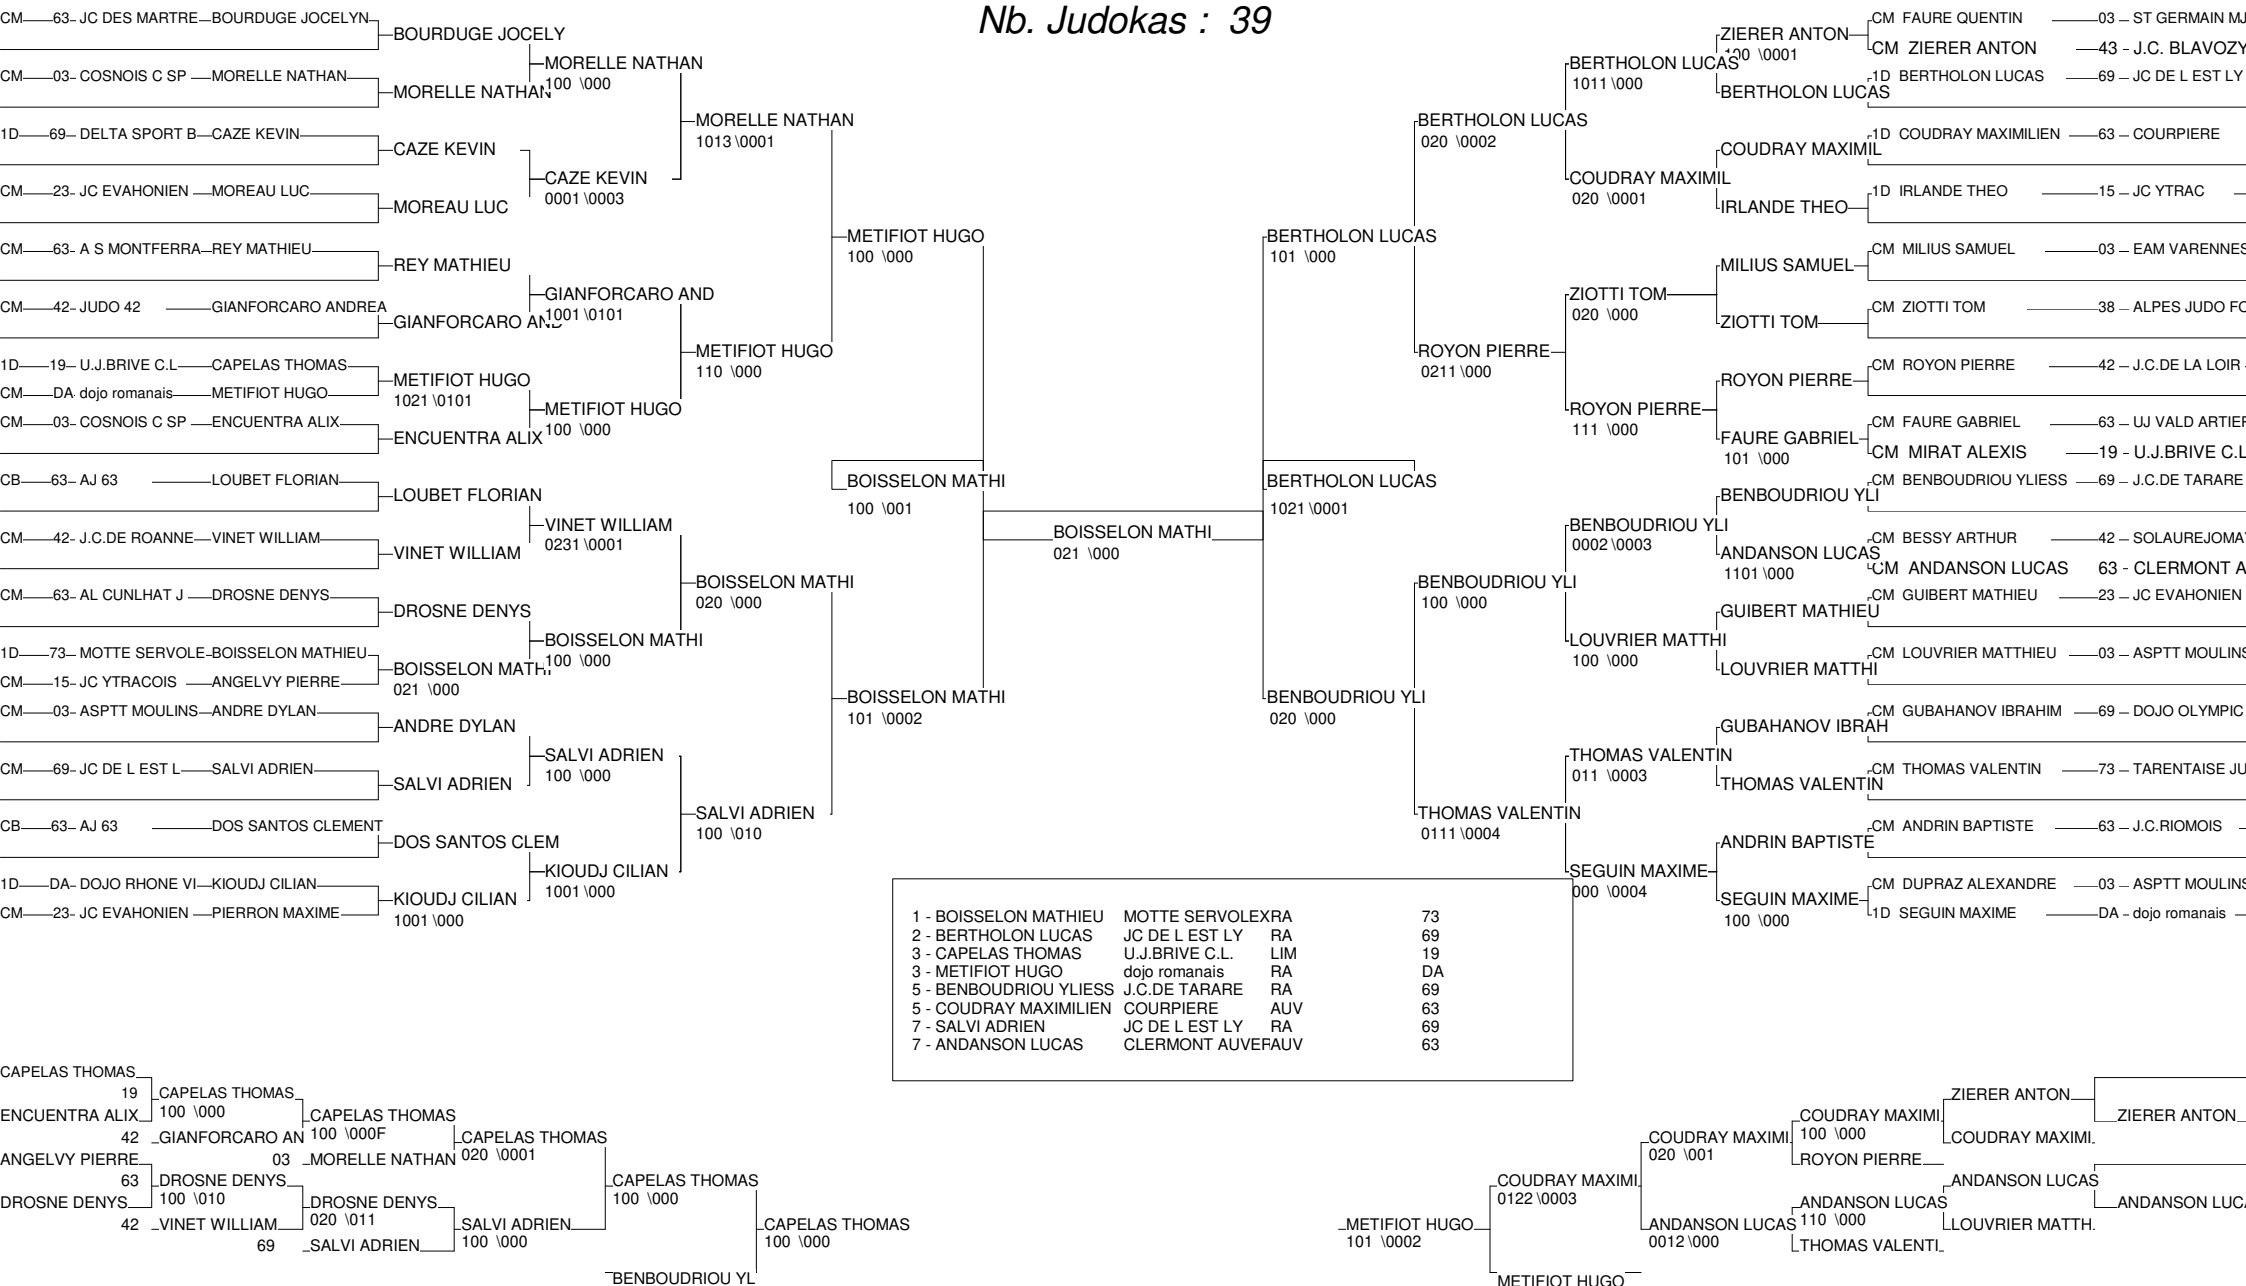 Nb. Judokas : 39
CM 63- JC DES MARTRE BOURDUGE JOCELYN
CM 03- COSNOIS C SP MORELLE NATHAN
1D 69- DELTA SPORT B CAZE KEVIN
CM 23- JC EVAHONIEN MOREAU LUC
CM 63- A S MONTFERRA REY MATHIEU
CM 42- JUDO 42 GIANFORCARO ANDREA
1D 19- U.J.BRIVE C.L CAPELAS THOMAS
CM DA- dojo romanais METIFIOT HUGO
CM 03- COSNOIS C SP ENCUENTRA ALIX
CB 63- AJ 63 LOUBET FLORIAN
CM 42- J.C.DE ROANNE VINET WILLIAM
CM 63- AL CUNLHAT J DROSNE DENYS
1D 73- MOTTE SERVOLE BOISSELON MATHIEU
CM 15- JC YTRACOIS ANGELVY PIERRE
CM 03- ASPTT MOULINS ANDRE DYLAN
CM 69- JC DE L EST L SALVI ADRIEN
CB 63- AJ 63 DOS SANTOS CLEMENT
1D DA- DOJO RHONE VI KIOUDJ CILIAN
CM 23- JC EVAHONIEN PIERRON MAXIME
BOURDUGE JOCELY
MORELLE NATHAN
CAZE KEVIN
MOREAU LUC
REY MATHIEU
GIANFORCARO AND
METIFIOT HUGO
1021 \0101
ENCUENTRA ALIX
LOUBET FLORIAN
VINET WILLIAM
DROSNE DENYS
BOISSELON MATHI
021 \000
ANDRE DYLAN
SALVI ADRIEN
DOS SANTOS CLEM
KIOUDJ CILIAN
1001 \000
MORELLE NATHAN
100 \000
CAZE KEVIN
0001 \0003
GIANFORCARO AND
1001 \0101
METIFIOT HUGO
100 \000
VINET WILLIAM
0231 \0001
BOISSELON MATHI
100 \000
SALVI ADRIEN
100 \000
KIOUDJ CILIAN
1001 \000
MORELLE NATHAN
1013 \0001
METIFIOT HUGO
110 \000
BOISSELON MATHI
020 \000
SALVI ADRIEN
100 \010
METIFIOT HUGO
100 \000
BOISSELON MATHI
100 \001
BOISSELON MATHI
101 \0002
BOISSELON MATHI
021 \000
BERTHOLON LUCAS
101 \000
BERTHOLON LUCAS
1021 \0001
BENBOUDRIOU YLI
020 \000
BERTHOLON LUCAS
020 \0002
ROYON PIERRE
0211 \000
BENBOUDRIOU YLI
100 \000
THOMAS VALENTIN
0111 \0004
BERTHOLON LUCAS
1011 \000
COUDRAY MAXIMIL
020 \0001
ZIOTTI TOM
020 \000
ROYON PIERRE
111 \000
BENBOUDRIOU YLI
0002 \0003
LOUVRIER MATTHI
100 \000
THOMAS VALENTIN
011 \0003
SEGUIN MAXIME
000 \0004
ZIERER ANTON
100 \0001
BERTHOLON LUCAS
COUDRAY MAXIMIL
IRLANDE THEO
MILIUS SAMUEL
ZIOTTI TOM
ROYON PIERRE
FAURE GABRIEL
101 \000
BENBOUDRIOU YLI
ANDANSON LUCAS
1101 \000
GUIBERT MATHIEU
LOUVRIER MATTHI
GUBAHANOV IBRAH
THOMAS VALENTIN
ANDRIN BAPTISTE
SEGUIN MAXIME
100 \000
CM FAURE QUENTIN 03 – ST GERMAIN MJ
CM ZIERER ANTON 43 - J.C. BLAVOZY
1D BERTHOLON LUCAS 69 – JC DE L EST LY
1D COUDRAY MAXIMILIEN 63 – COURPIERE
1D IRLANDE THEO 15 – JC YTRAC
CM MILIUS SAMUEL 03 – EAM VARENNES
CM ZIOTTI TOM 38 – ALPES JUDO FO
CM ROYON PIERRE 42 – J.C.DE LA LOIR
CM FAURE GABRIEL 63 – UJ VALD ARTIER
CM MIRAT ALEXIS 19 - U.J.BRIVE C.L
CM BENBOUDRIOU YLIESS 69 – J.C.DE TARARE
CM BESSY ARTHUR 42 – SOLAUREJOMAY
CM ANDANSON LUCAS 63 - CLERMONT A
CM GUIBERT MATHIEU 23 – JC EVAHONIEN
CM LOUVRIER MATTHIEU 03 – ASPTT MOULINS
CM GUBAHANOV IBRAHIM 69 – DOJO OLYMPIC
CM THOMAS VALENTIN 73 – TARENTAISE JU
CM ANDRIN BAPTISTE 63 – J.C.RIOMOIS
CM DUPRAZ ALEXANDRE 03 – ASPTT MOULINS
1D SEGUIN MAXIME DA – dojo romanais
1 - BOISSELON MATHIEU MOTTE SERVOLEXRA 73
2 - BERTHOLON LUCAS JC DE L EST LY RA 69
3 - CAPELAS THOMAS U.J.BRIVE C.L. LIM 19
3 - METIFIOT HUGO dojo romanais RA DA
5 - BENBOUDRIOU YLIESS J.C.DE TARARE RA 69
5 - COUDRAY MAXIMILIEN COURPIERE AUV 63
7 - SALVI ADRIEN JC DE L EST LY RA 69
7 - ANDANSON LUCAS CLERMONT AUVERAUV 63
CAPELAS THOMAS
19
ENCUENTRA ALIX
42
ANGELVY PIERRE
63
DROSNE DENYS
42
CAPELAS THOMAS
100 \000
GIANFORCARO AN
03
DROSNE DENYS
100 \010
VINET WILLIAM
69
CAPELAS THOMAS
100 \000F
MORELLE NATHAN
DROSNE DENYS
020 \011
SALVI ADRIEN
CAPELAS THOMAS
020 \0001
SALVI ADRIEN
100 \000
CAPELAS THOMAS
100 \000
BENBOUDRIOU YL
CAPELAS THOMAS
100 \000
METIFIOT HUGO
101 \0002
COUDRAY MAXIMI
0122 \0003
METIFIOT HUGO
COUDRAY MAXIMI
020 \001
ANDANSON LUCAS
0012 \000
COUDRAY MAXIMI
100 \000
ROYON PIERRE
ANDANSON LUCAS
110 \000
THOMAS VALENTI
ZIERER ANTON
COUDRAY MAXIMI
ANDANSON LUCAS
LOUVRIER MATTH
ZIERER ANTON
ANDANSON LUCA